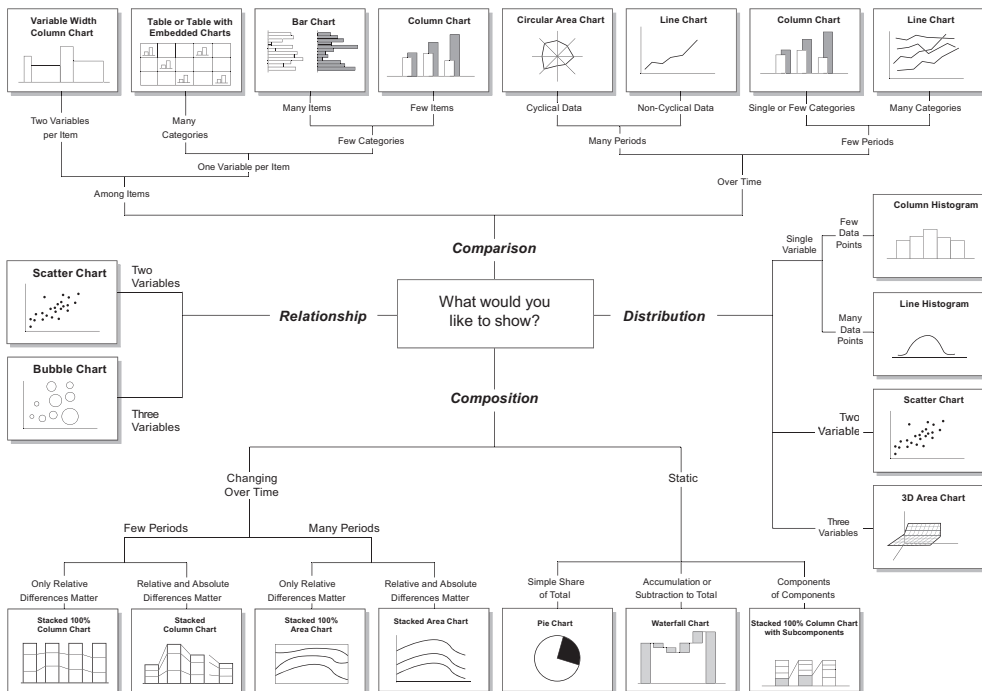 Variable Width
Column Chart
Table or Table with
Embedded Charts
Bar Chart
Column Chart
Circular Area Chart
Line Chart
Column Chart
Line Chart
Two Variables
per Item
Many
Categories
Many Items
Few Items
Cyclical Data
Non-Cyclical Data
Single or Few Categories
Many Categories
Few Categories
Many Periods
Few Periods
One Variable per Item
Among Items
Over Time
Comparison
What would you
like to show?
Relationship
Scatter Chart
Two
Variables
Bubble Chart
Three
Variables
Distribution
Single
Variable
Few
Data
Points
Column Histogram
Many
Data
Points
Line Histogram
Two
Variable
Scatter Chart
Three
Variables
3D Area Chart
Composition
Changing
Over Time
Static
Few Periods
Many Periods
Only Relative
Differences Matter
Relative and Absolute
Differences Matter
Only Relative
Differences Matter
Relative and Absolute
Differences Matter
Simple Share
of Total
Accumulation or
Subtraction to Total
Components
of Components
Stacked 100%
Column Chart
Stacked
Column Chart
Stacked 100%
Area Chart
Stacked Area Chart
Pie Chart
Waterfall Chart
Stacked 100% Column Chart
with Subcomponents